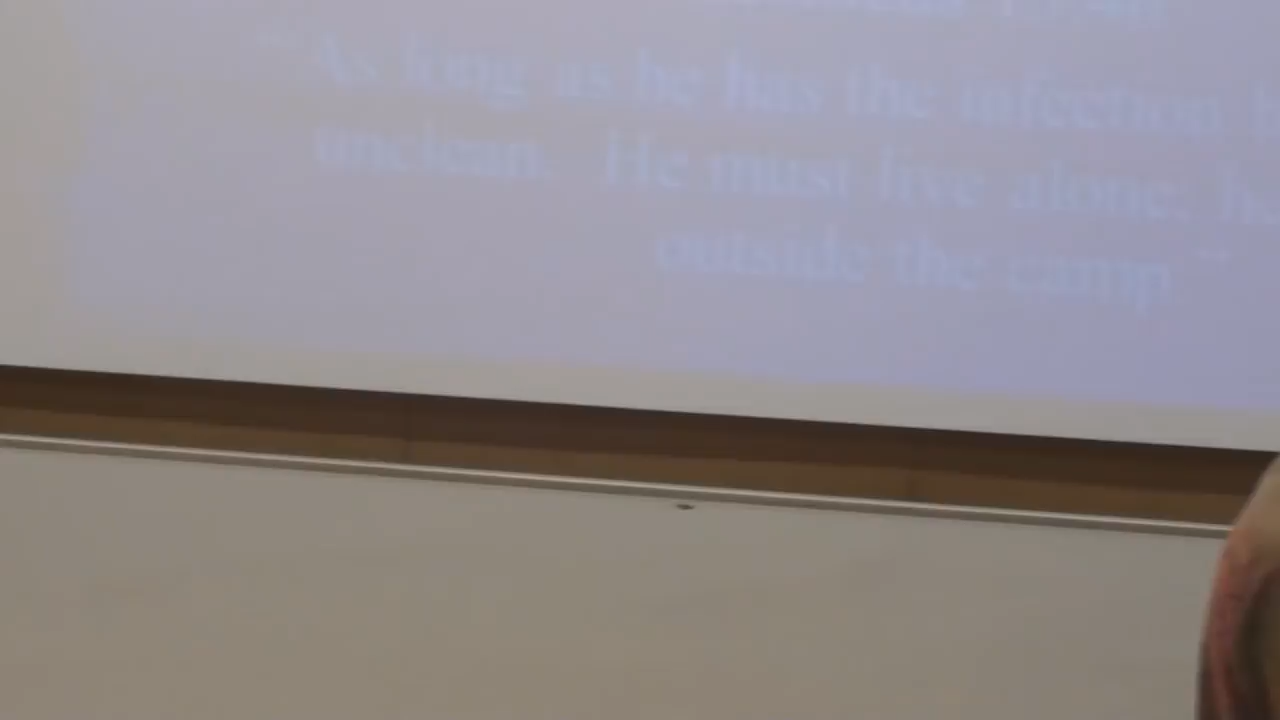 “As long as he has the infection
unclean. He must live alone;
outside the camp”